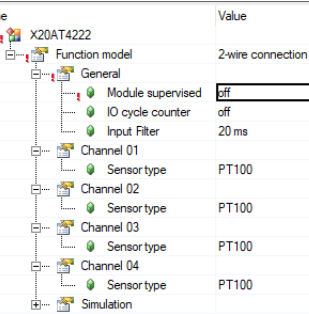 e Value
X20AT4222
Function model 2-wire connection
General
Module supervised off
IO cycle counter off
Input Filter 20 ms
Channel 01
Sensor type PT100
Channel 02
Sensor type PT100
Channel 03
Sensor type PT100
Channel 04
Sensor type PT100
Simulation